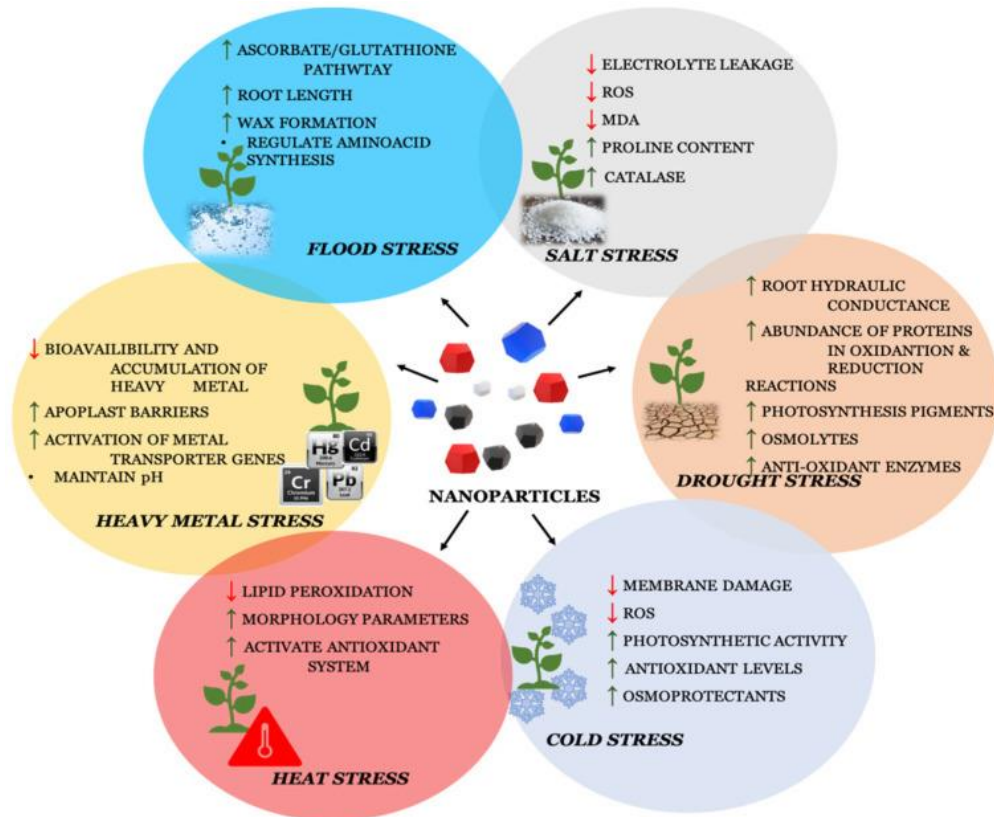 ↑ ASCORBATE/GLUTATHIONE
PATHWTAY
↑ ROOT LENGTH
↑ WAX FORMATION
• REGULATE AMINOACID
SYNTHESIS
FLOOD STRESS
↓ ELECTROLYTE LEAKAGE
↓ ROS
↓ MDA
↑ PROLINE CONTENT
↑ CATALASE
SALT STRESS
↓ BIOAVAILIBILITY AND
ACCUMULATION OF
HEAVY METAL
↑ APOPLAST BARRIERS
↑ ACTIVATION OF METAL
TRANSPORTER GENES
• MAINTAIN pH
Hg
Cd
Cr
Chromium
Pb
HEAVY METAL STRESS
NANOPARTICLES
↑ ROOT HYDRAULIC
CONDUCTANCE
↑ ABUNDANCE OF PROTEINS
IN OXIDANTION &
REDUCTION
REACTIONS
↑ PHOTOSYNTHESIS PIGMENTS
↑ OSMOLYTES
↑ ANTI-OXIDANT ENZYMES
DROUGHT STRESS
↓ LIPID PEROXIDATION
↑ MORPHOLOGY PARAMETERS
↑ ACTIVATE ANTIOXIDANT
SYSTEM
HEAT STRESS
↓ MEMBRANE DAMAGE
↓ ROS
↑ PHOTOSYNTHETIC ACTIVITY
↑ ANTIOXIDANT LEVELS
↑ OSMOPROTECTANTS
COLD STRESS